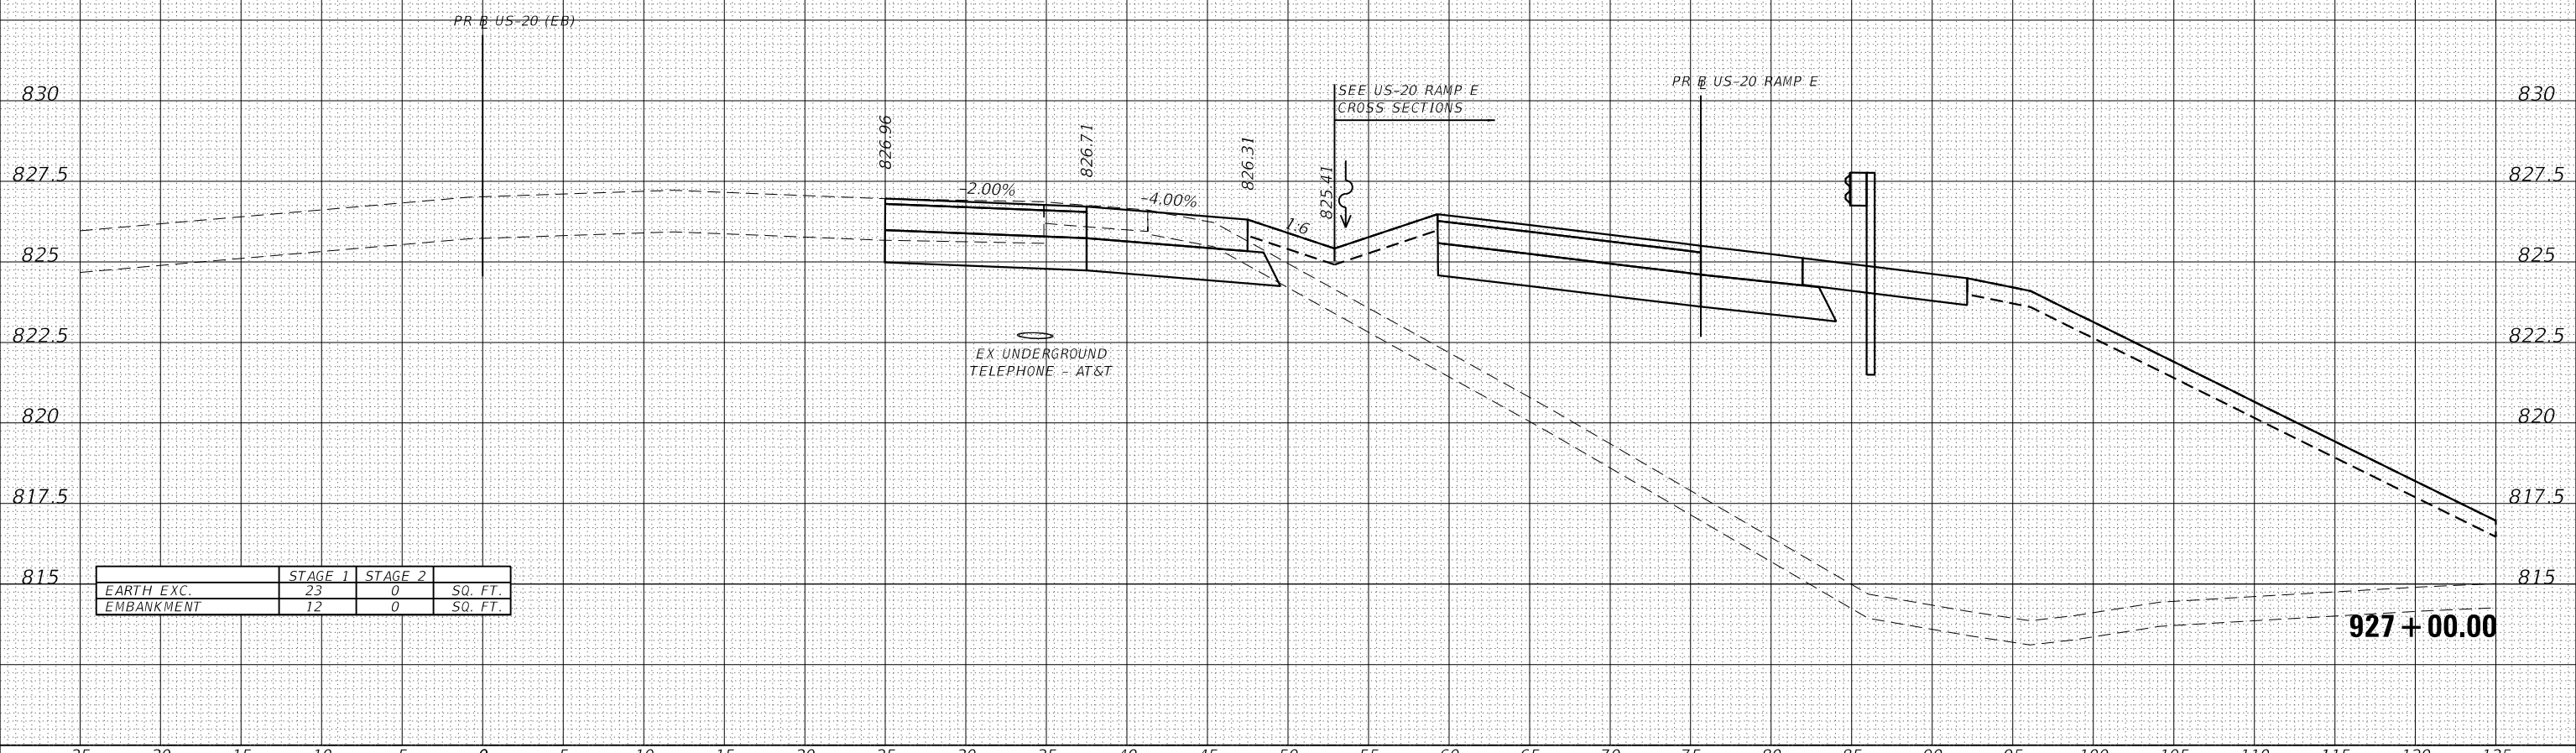 PR ℄ US-20 (EB)
PR ℄ US-20 RAMP E
SEE US-20 RAMP E
CROSS SECTIONS
830
830
826.96
826.71
826.31
825.41
827.5
827.5
-2.00%
-4.00%
1:6
825
825
822.5
822.5
EX UNDERGROUND
TELEPHONE - AT&T
820
820
817.5
817.5
815
815
STAGE 1 STAGE 2
EARTH EXC. 23 0 SQ. FT.
EMBANKMENT 12 0 SQ. FT.
927+00.00